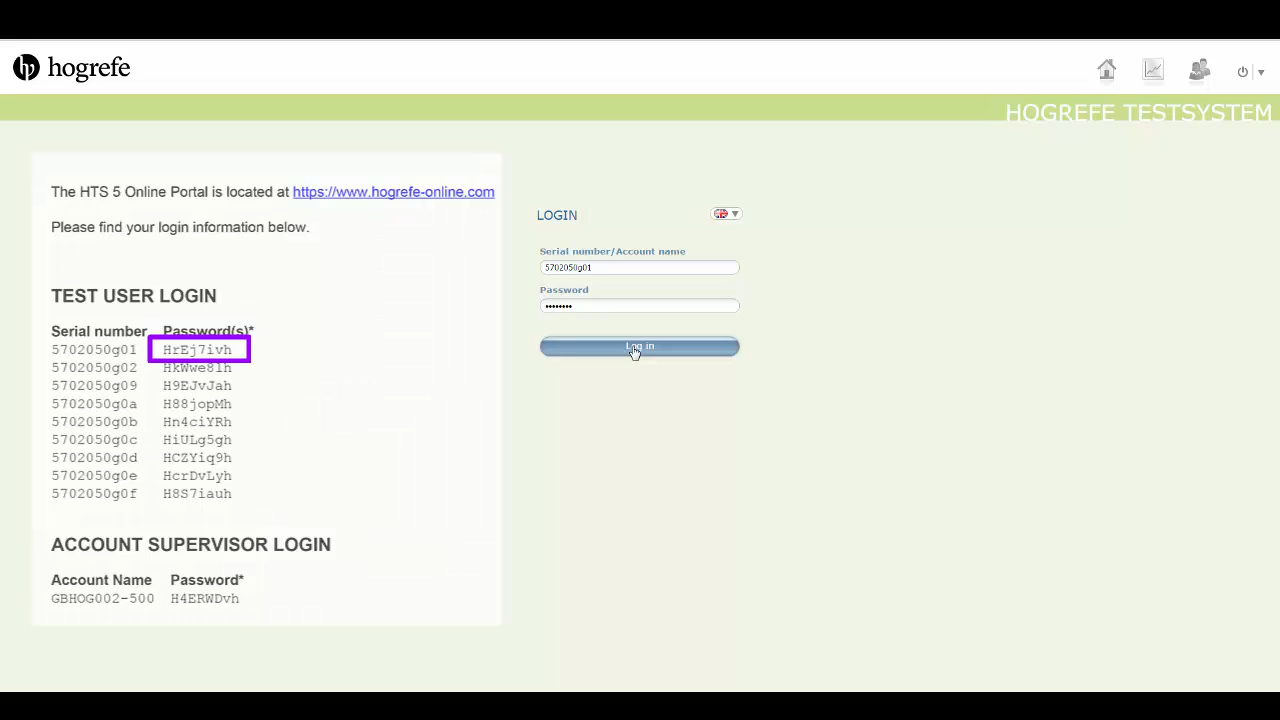 hogrefe
HOGREFE TESTSYSTEM
The HTS 5 Online Portal is located at https://www.hogrefe-online.com
Please find your login information below.
TEST USER LOGIN
Serial number Password(s)*
5702050g01 HrEj7ivh
5702050g02 HkWwe81h
5702050g09 H9EJvJah
5702050g0a H88jopMh
5702050g0b Hn4ciYRh
5702050g0c HiULg5gh
5702050g0d HCZYiq9h
5702050g0e HcrDvLyh
5702050g0f H8S7iauh
ACCOUNT SUPERVISOR LOGIN
Account Name Password*
GBHOG002-500 H4ERWDvh
LOGIN
Serial number/Account name
5702050g01
Password
••••••••
Log in